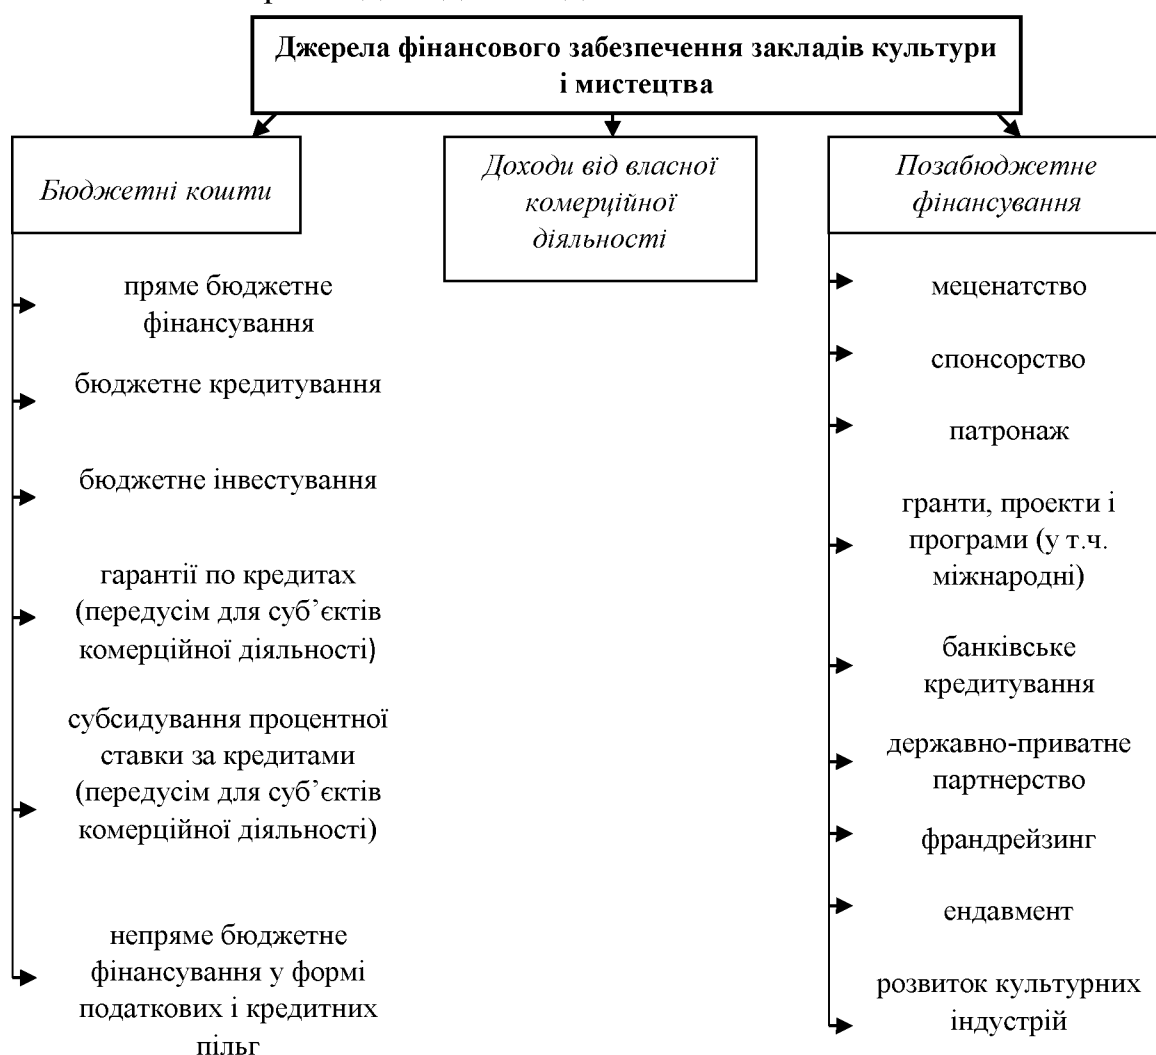 Джерела фінансового забезпечення закладів культури
і мистецтва
Бюджетні кошти
пряме бюджетне
фінансування
бюджетне кредитування
бюджетне інвестування
гарантії по кредитах
(передусім для суб’єктів
комерційної діяльності)
субсидування процентної
ставки за кредитами
(передусім для суб’єктів
комерційної діяльності)
непряме бюджетне
фінансування у формі
податкових і кредитних
пільг
Доходи від власної
комерційної
діяльності
Позабюджетне
фінансування
меценатство
спонсорство
патронаж
гранти, проекти і
програми (у т.ч.
міжнародні)
банківське
кредитування
державно-приватне
партнерство
франдрейзинг
ендавмент
розвиток культурних
індустрій